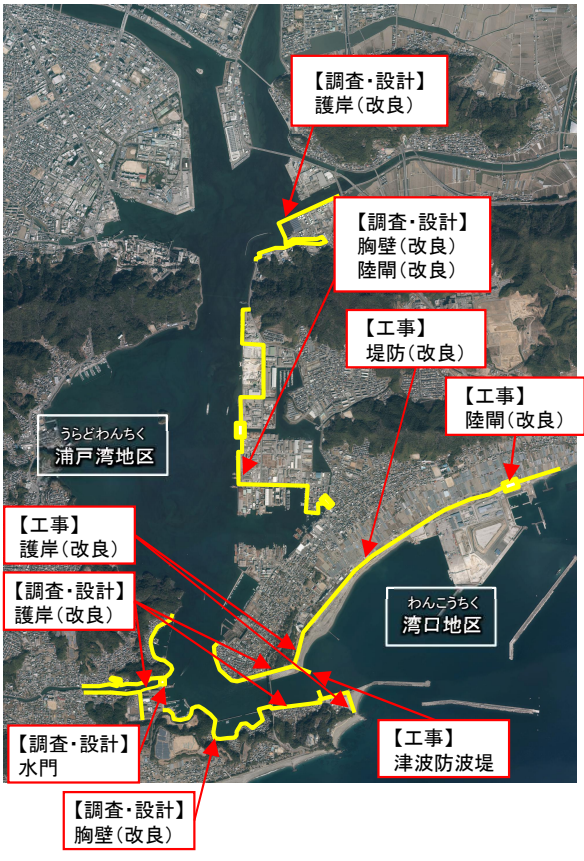 【調査・設計】
護岸(改良)
【調査・設計】
胸壁(改良)
陸閘(改良)
【工事】
堤防(改良)
【工事】
陸閘(改良)
うらどわんちく
浦戸湾地区
【工事】
護岸(改良)
【調査・設計】
護岸(改良)
わんこうちく
湾口地区
【調査・設計】
水門
【工事】
津波防波堤
【調査・設計】
胸壁(改良)